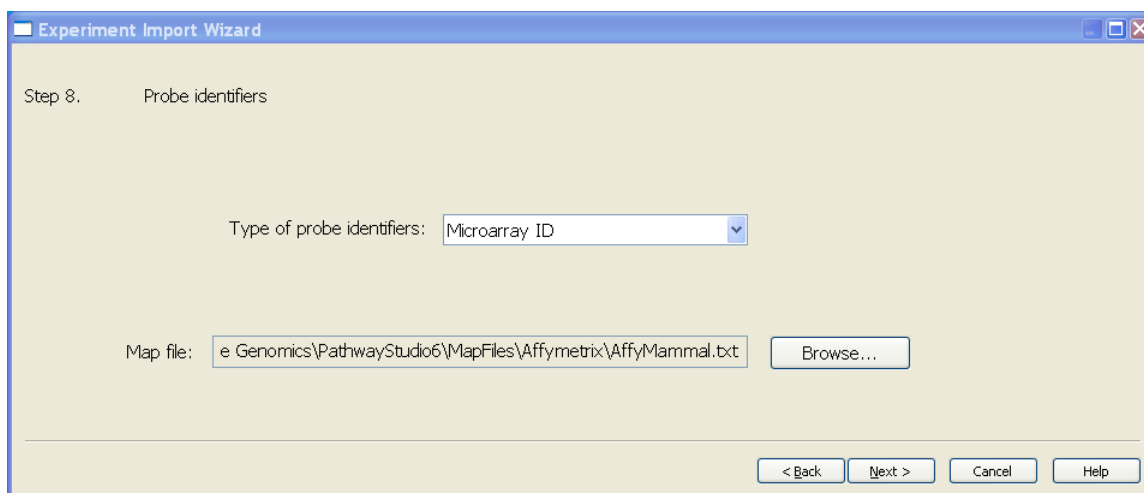 Experiment Import Wizard
Step 8. Probe identifiers
Type of probe identifiers: Microarray ID
Map file: e Genomics\PathwayStudio6\MapFiles\Affymetrix\AffyMammal.txt Browse...
< Back Next > Cancel Help